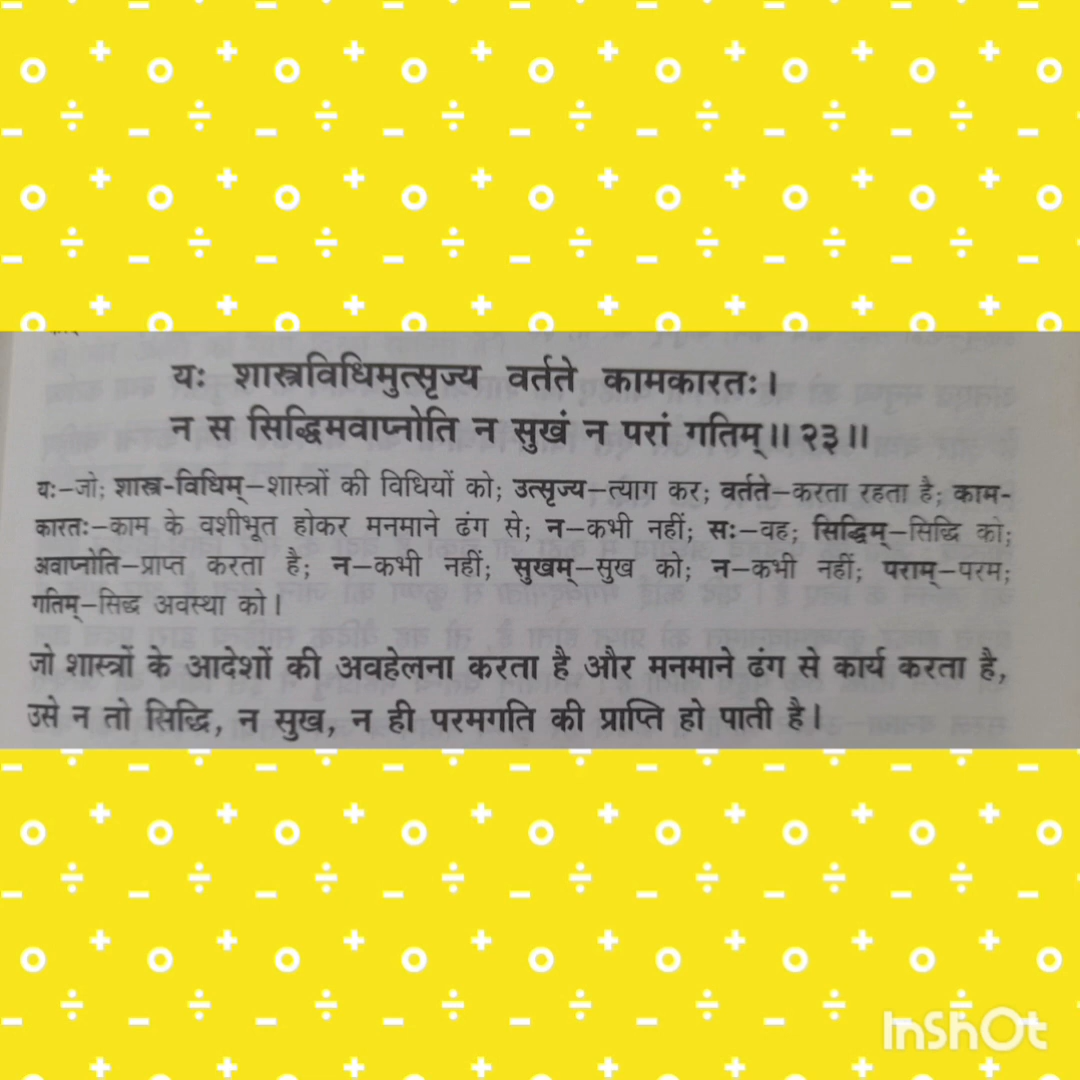 यः शास्त्रविधिमुत्सृज्य वर्तते कामकारतः।
न स सिद्धिमवाप्नोति न सुखं न परां गतिम्॥ २३॥
यः–जो; शास्त्र-विधिम्–शास्त्रों की विधियों को; उत्सृज्य–त्याग कर; वर्तते–करता रहता है; काम-
कारतः–काम के वशीभूत होकर मनमाने ढंग से; न–कभी नहीं; सः–वह; सिद्धिम्–सिद्धि को;
अवाप्नोति–प्राप्त करता है; न–कभी नहीं; सुखम्–सुख को; न–कभी नहीं; पराम्–परम;
गतिम्–सिद्ध अवस्था को।
जो शास्त्रों के आदेशों की अवहेलना करता है और मनमाने ढंग से कार्य करता है,
उसे न तो सिद्धि, न सुख, न ही परमगति की प्राप्ति हो पाती है।
InShOt